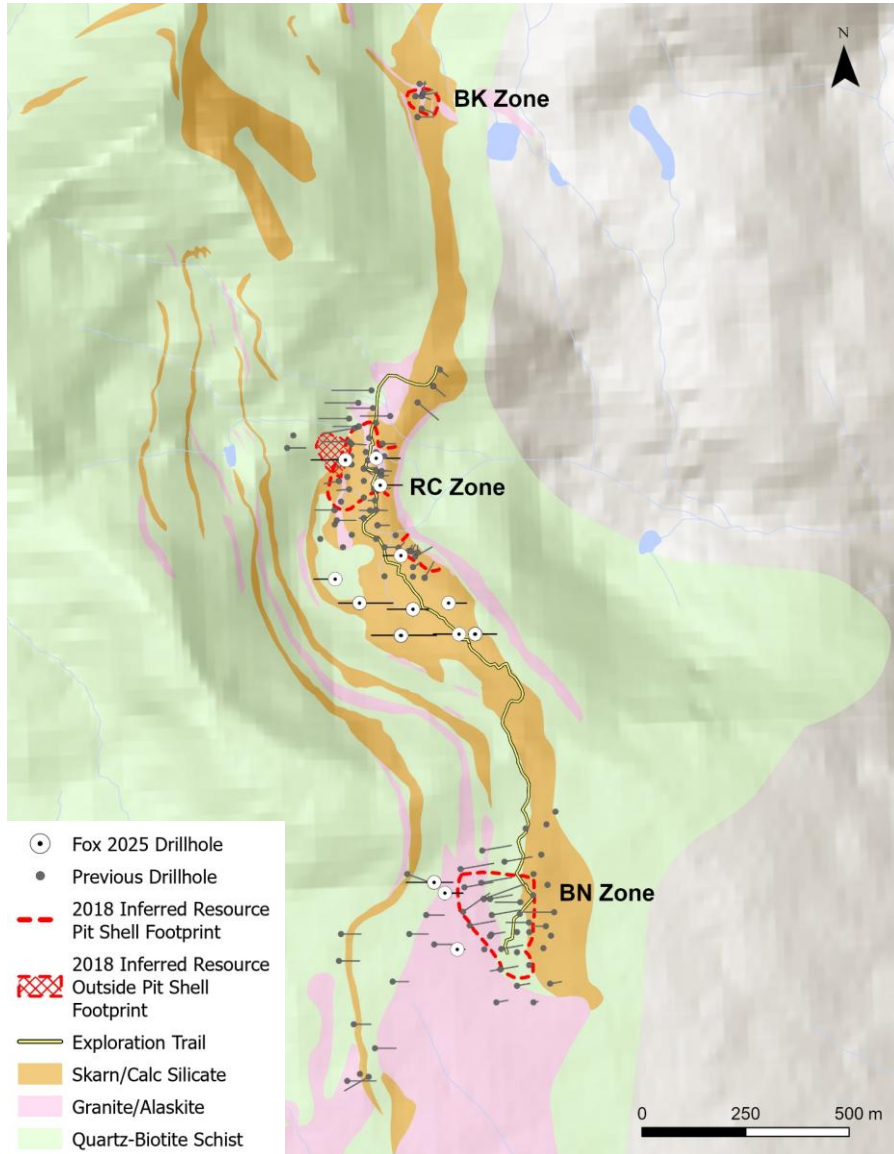 N
BK Zone
RC Zone
BN Zone
Fox 2025 Drillhole
Previous Drillhole
2018 Inferred Resource
Pit Shell Footprint
2018 Inferred Resource
Outside Pit Shell
Footprint
Exploration Trail
Skarn/Calc Silicate
Granite/Alaskite
Quartz-Biotite Schist
0 250 500 m